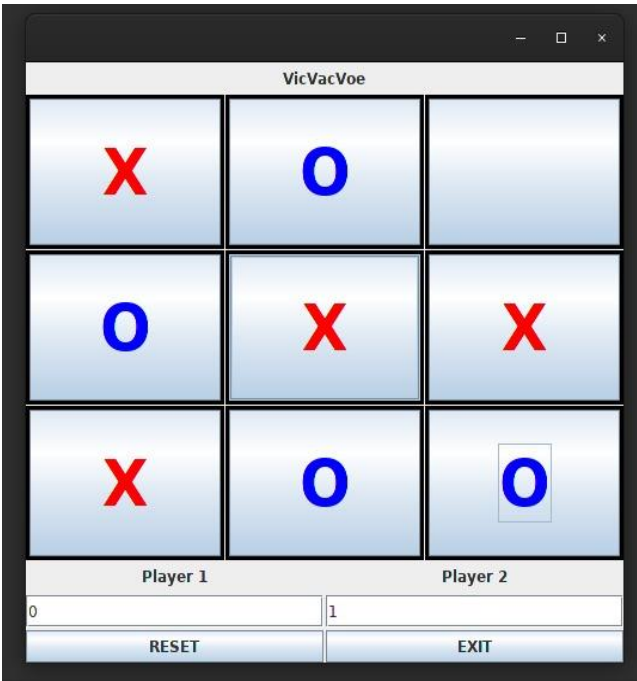 VicVacVoe
X O
O X X
X O O
Player 1 Player 2
0 1
RESET EXIT